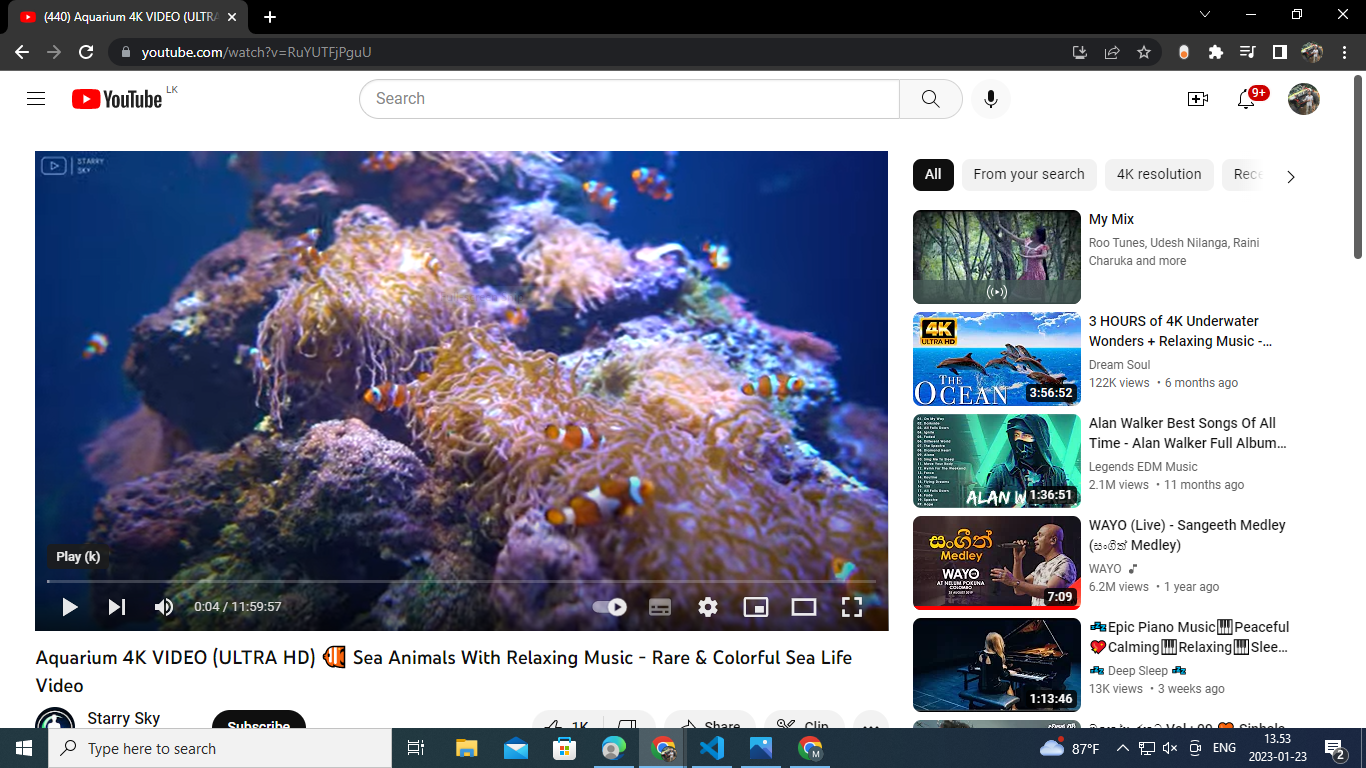 (440) Aquarium 4K VIDEO (ULTRA
youtube.com/watch?v=RuYUTFjPguU
YouTube LK
Search
9+
STARRY
SKY
Play (k)
0:04 / 11:59:57
Aquarium 4K VIDEO (ULTRA HD) 🐠 Sea Animals With Relaxing Music - Rare & Colorful Sea Life
Video
Starry Sky
Subscribe
1K
Share
Clip
All
From your search
4K resolution
Rece
My Mix
Roo Tunes, Udesh Nilanga, Raini
Charuka and more
4K
ULTRA HD
THE
OCEAN
3:56:52
3 HOURS of 4K Underwater
Wonders + Relaxing Music -...
Dream Soul
122K views • 6 months ago
ALAN W
1:36:51
Alan Walker Best Songs Of All
Time - Alan Walker Full Album...
Legends EDM Music
2.1M views • 11 months ago
සංගීත්
Medley
WAYO
AT NELUM POKUNA
COLOMBO
7:09
WAYO (Live) - Sangeeth Medley
(සංගීත් Medley)
WAYO
6.2M views • 1 year ago
1:13:46
💤Epic Piano Music🎹Peaceful
💖Calming🎹Relaxing🎹Slee...
💤 Deep Sleep 💤
13K views • 3 weeks ago
Type here to search
87°F
ENG
13.53
2023-01-23
2
M